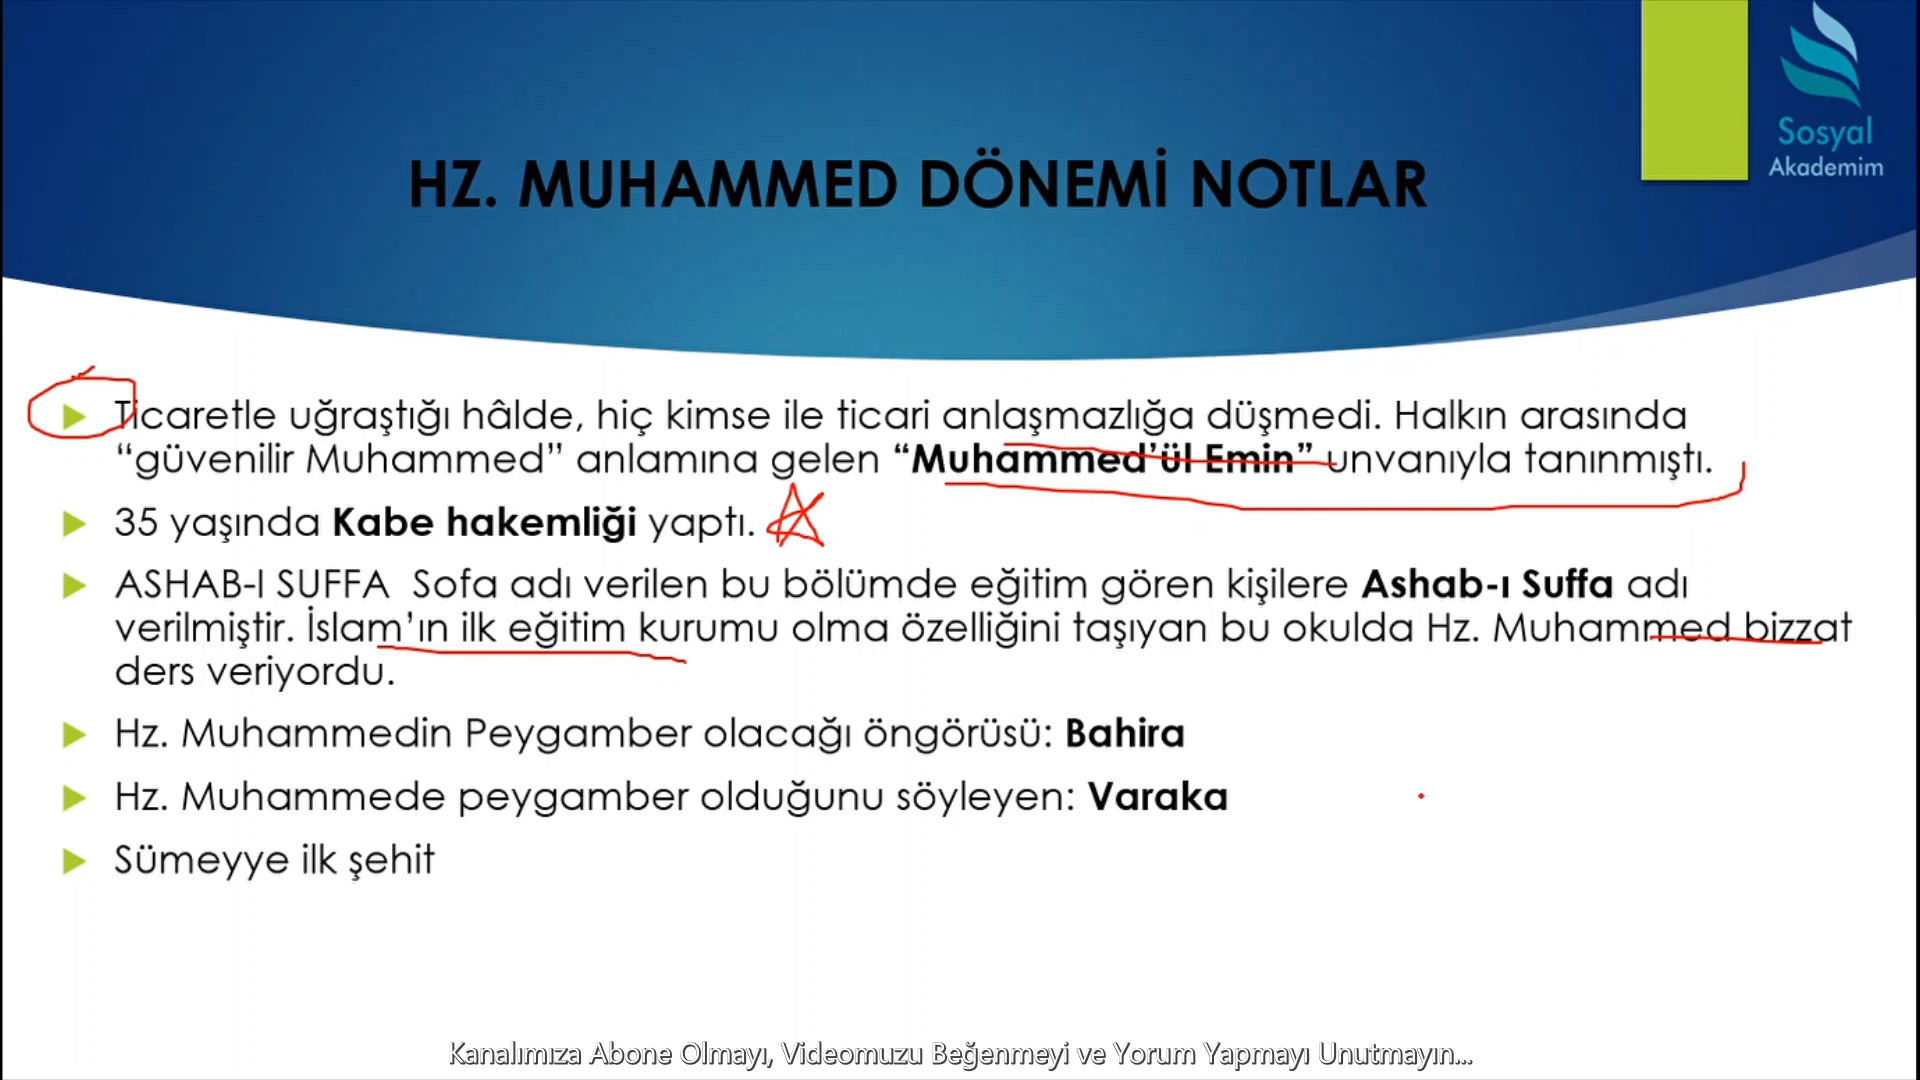 Sosyal
Akademim
HZ. MUHAMMED DÖNEMİ NOTLAR
Ticaretle uğraştığı hâlde, hiç kimse ile ticari anlaşmazlığa düşmedi. Halkın arasında
“güvenilir Muhammed” anlamına gelen “Muhammed’ül Emin” unvanıyla tanınmıştı.
35 yaşında Kabe hakemliği yaptı.
ASHAB-I SUFFA Sofa adı verilen bu bölümde eğitim gören kişilere Ashab-ı Suffa adı
verilmiştir. İslam’ın ilk eğitim kurumu olma özelliğini taşıyan bu okulda Hz. Muhammed bizzat
ders veriyordu.
Hz. Muhammedin Peygamber olacağı öngörüsü: Bahira
Hz. Muhammede peygamber olduğunu söyleyen: Varaka
Sümeyye ilk şehit
Kanalımıza Abone Olmayı, Videomuzu Beğenmeyi ve Yorum Yapmayı Unutmayın...